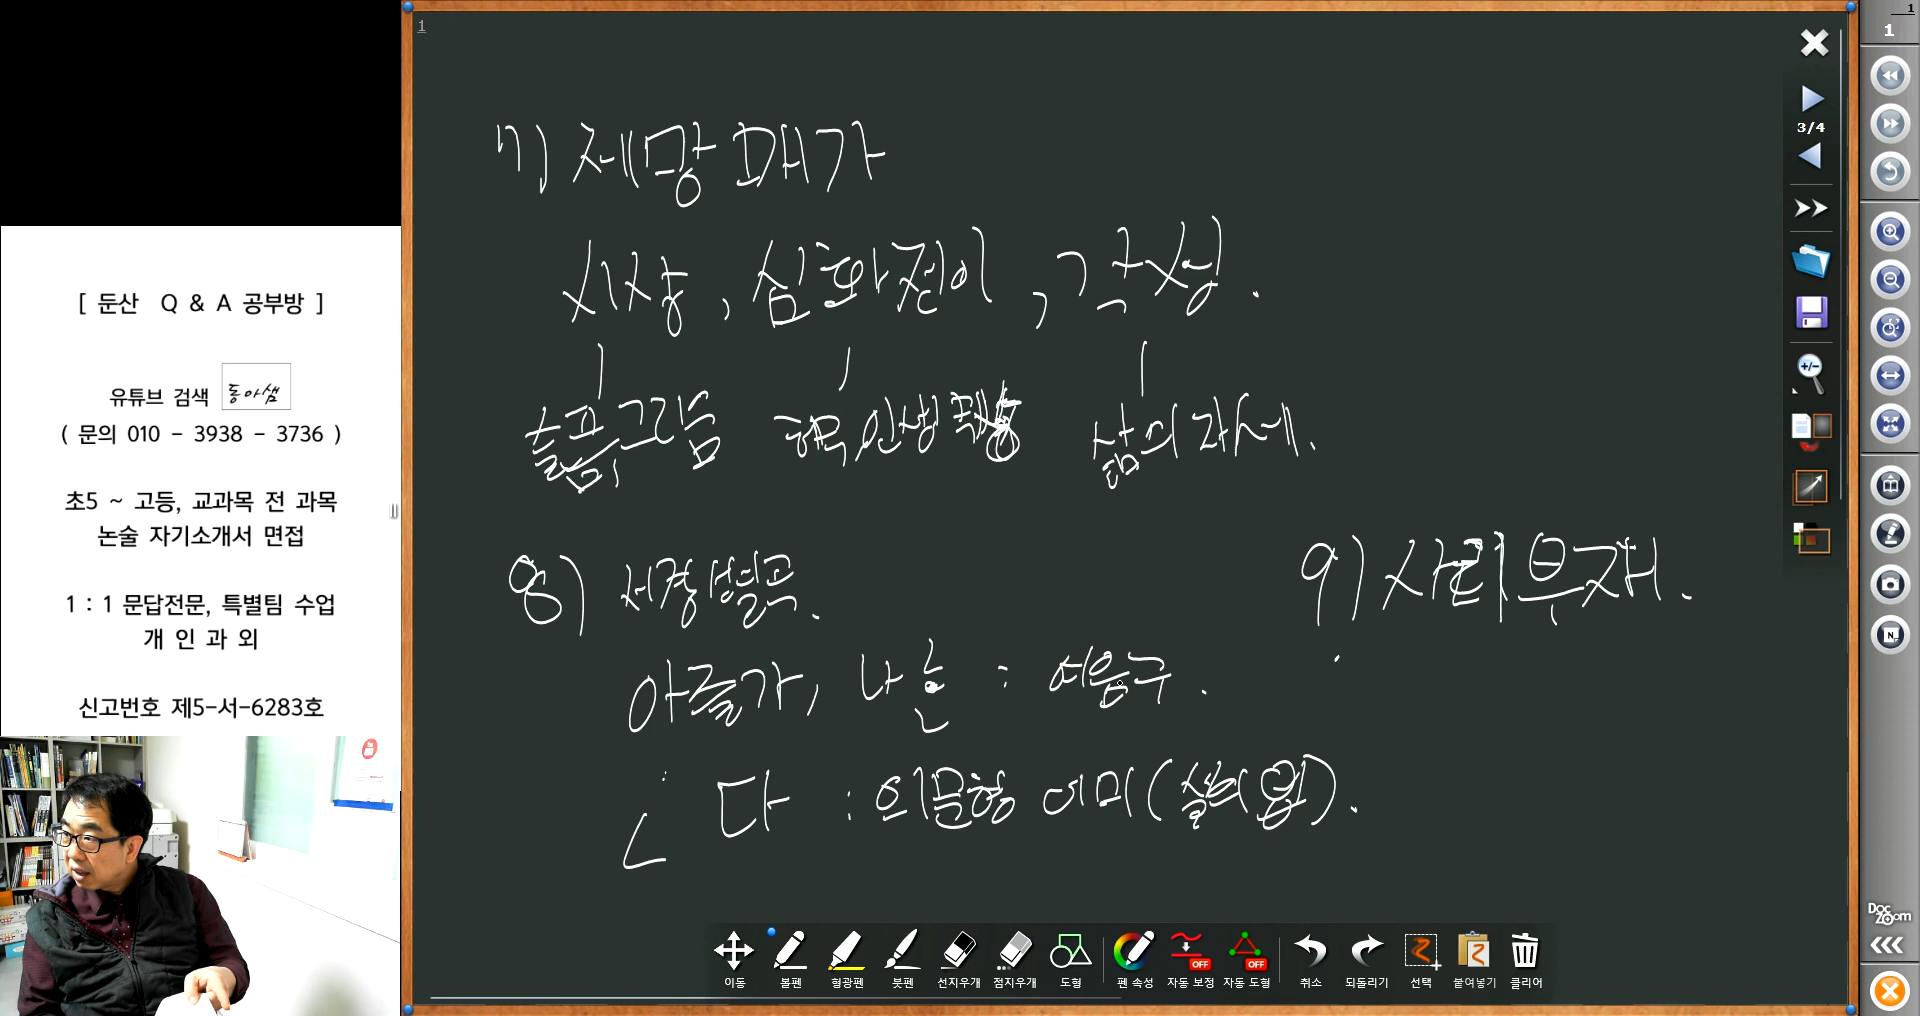 1
[ 둔산 Q & A 공부방 ]
유튜브 검색 동아샘
( 문의 010 - 3938 - 3736 )
초5 ~ 고등, 교과목 전 과목
논술 자기소개서 면접
1 : 1 문답전문, 특별팀 수업
개 인 과 외
신고번호 제5-서-6283호
7) 제망매가
시상, 심화 전이, 각성.
슬픔, 그리움
허무, 인생
삶의 자세.
8) 서경별곡.
9) 사리부재.
아즐가, 나는 : 여음구.
ㄴ다 : 의문형 어미(설의법).
3/4
이동 볼펜 형광펜 붓펜 선지우개 점지우개 도형 펜 속성 자동 보정 자동 도형 취소 되돌리기 선택 붙여넣기 클리어
OFF OFF
1
1
Doc Zoom